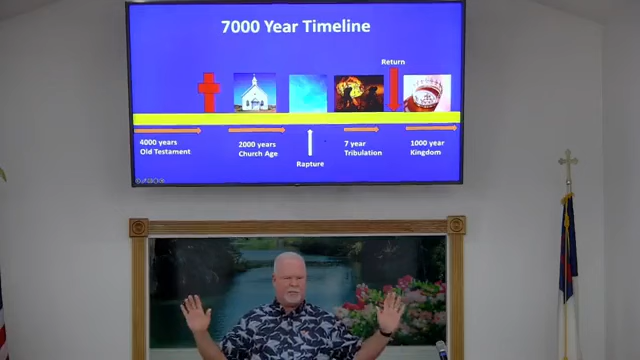 7000 Year Timeline
Return
4000 years
Old Testament
2000 years
Church Age
Rapture
7 year
Tribulation
1000 year
Kingdom